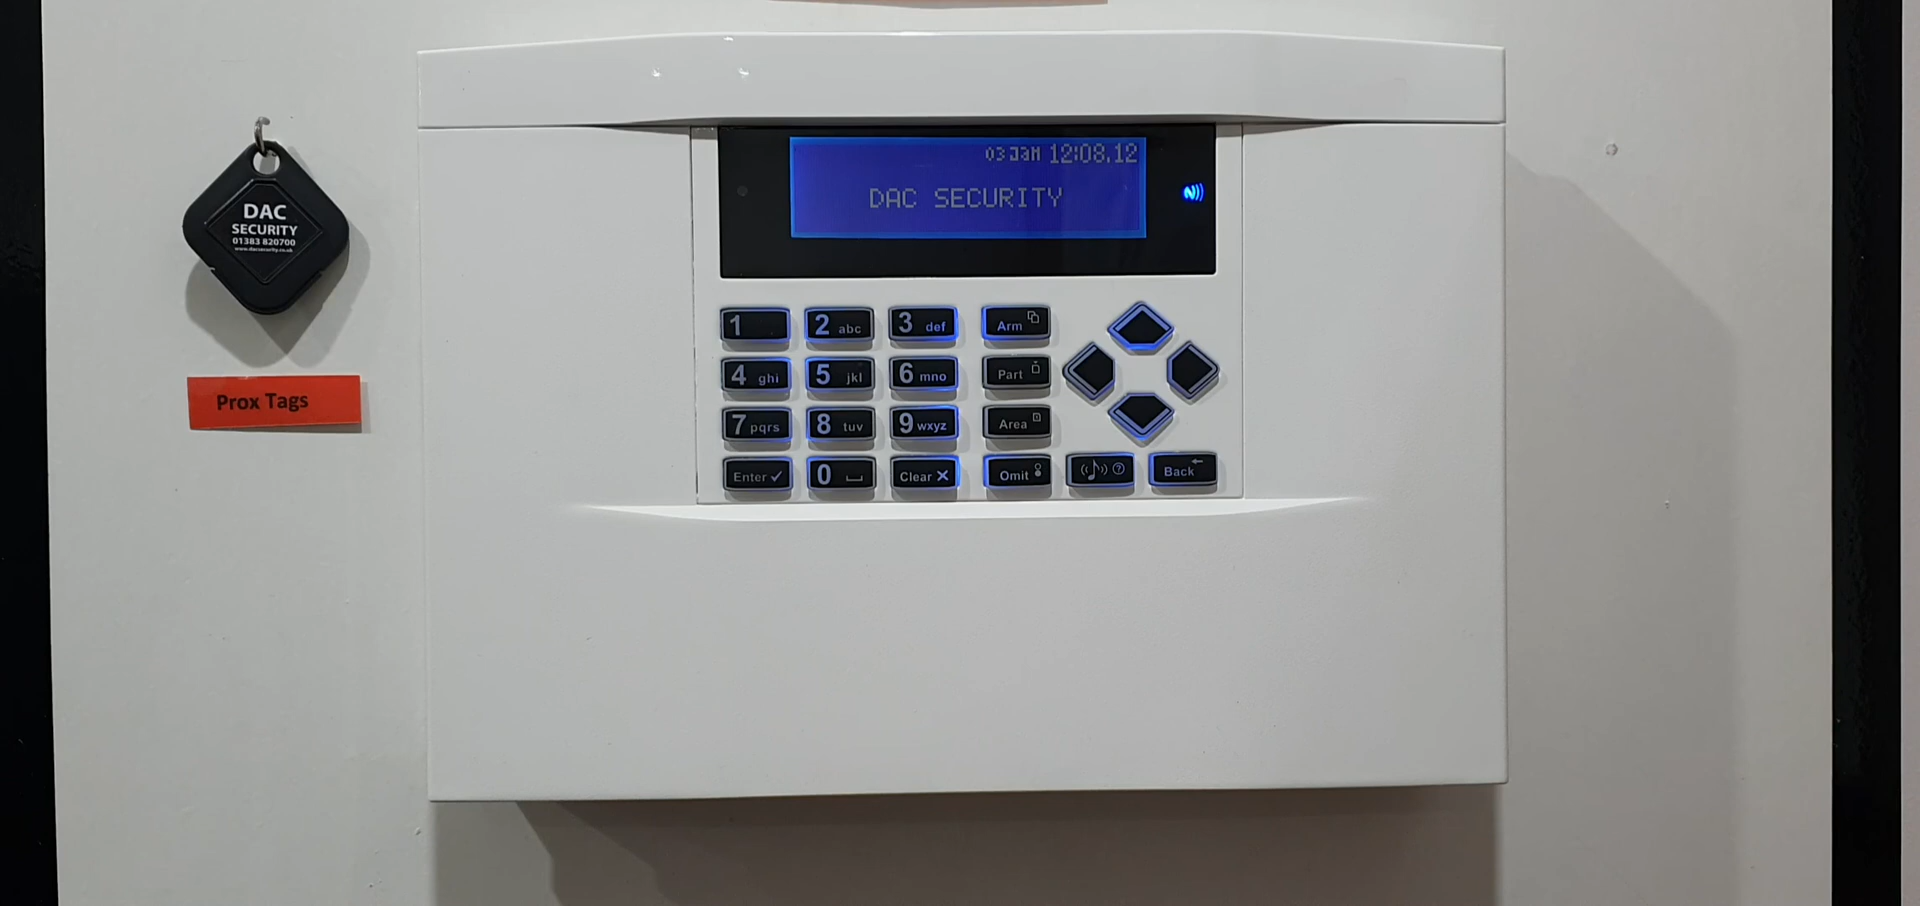 03 Jan 12:08.12
DAC SECURITY
DAC
SECURITY
01383 820700
www.dacsecurity.co.uk
Prox Tags
1
2 abc
3 def
Arm
4 ghi
5 jkl
6 mno
Part
7 pqrs
8 tuv
9 wxyz
Area
Enter ✓
0
Clear X
Omit
?
Back